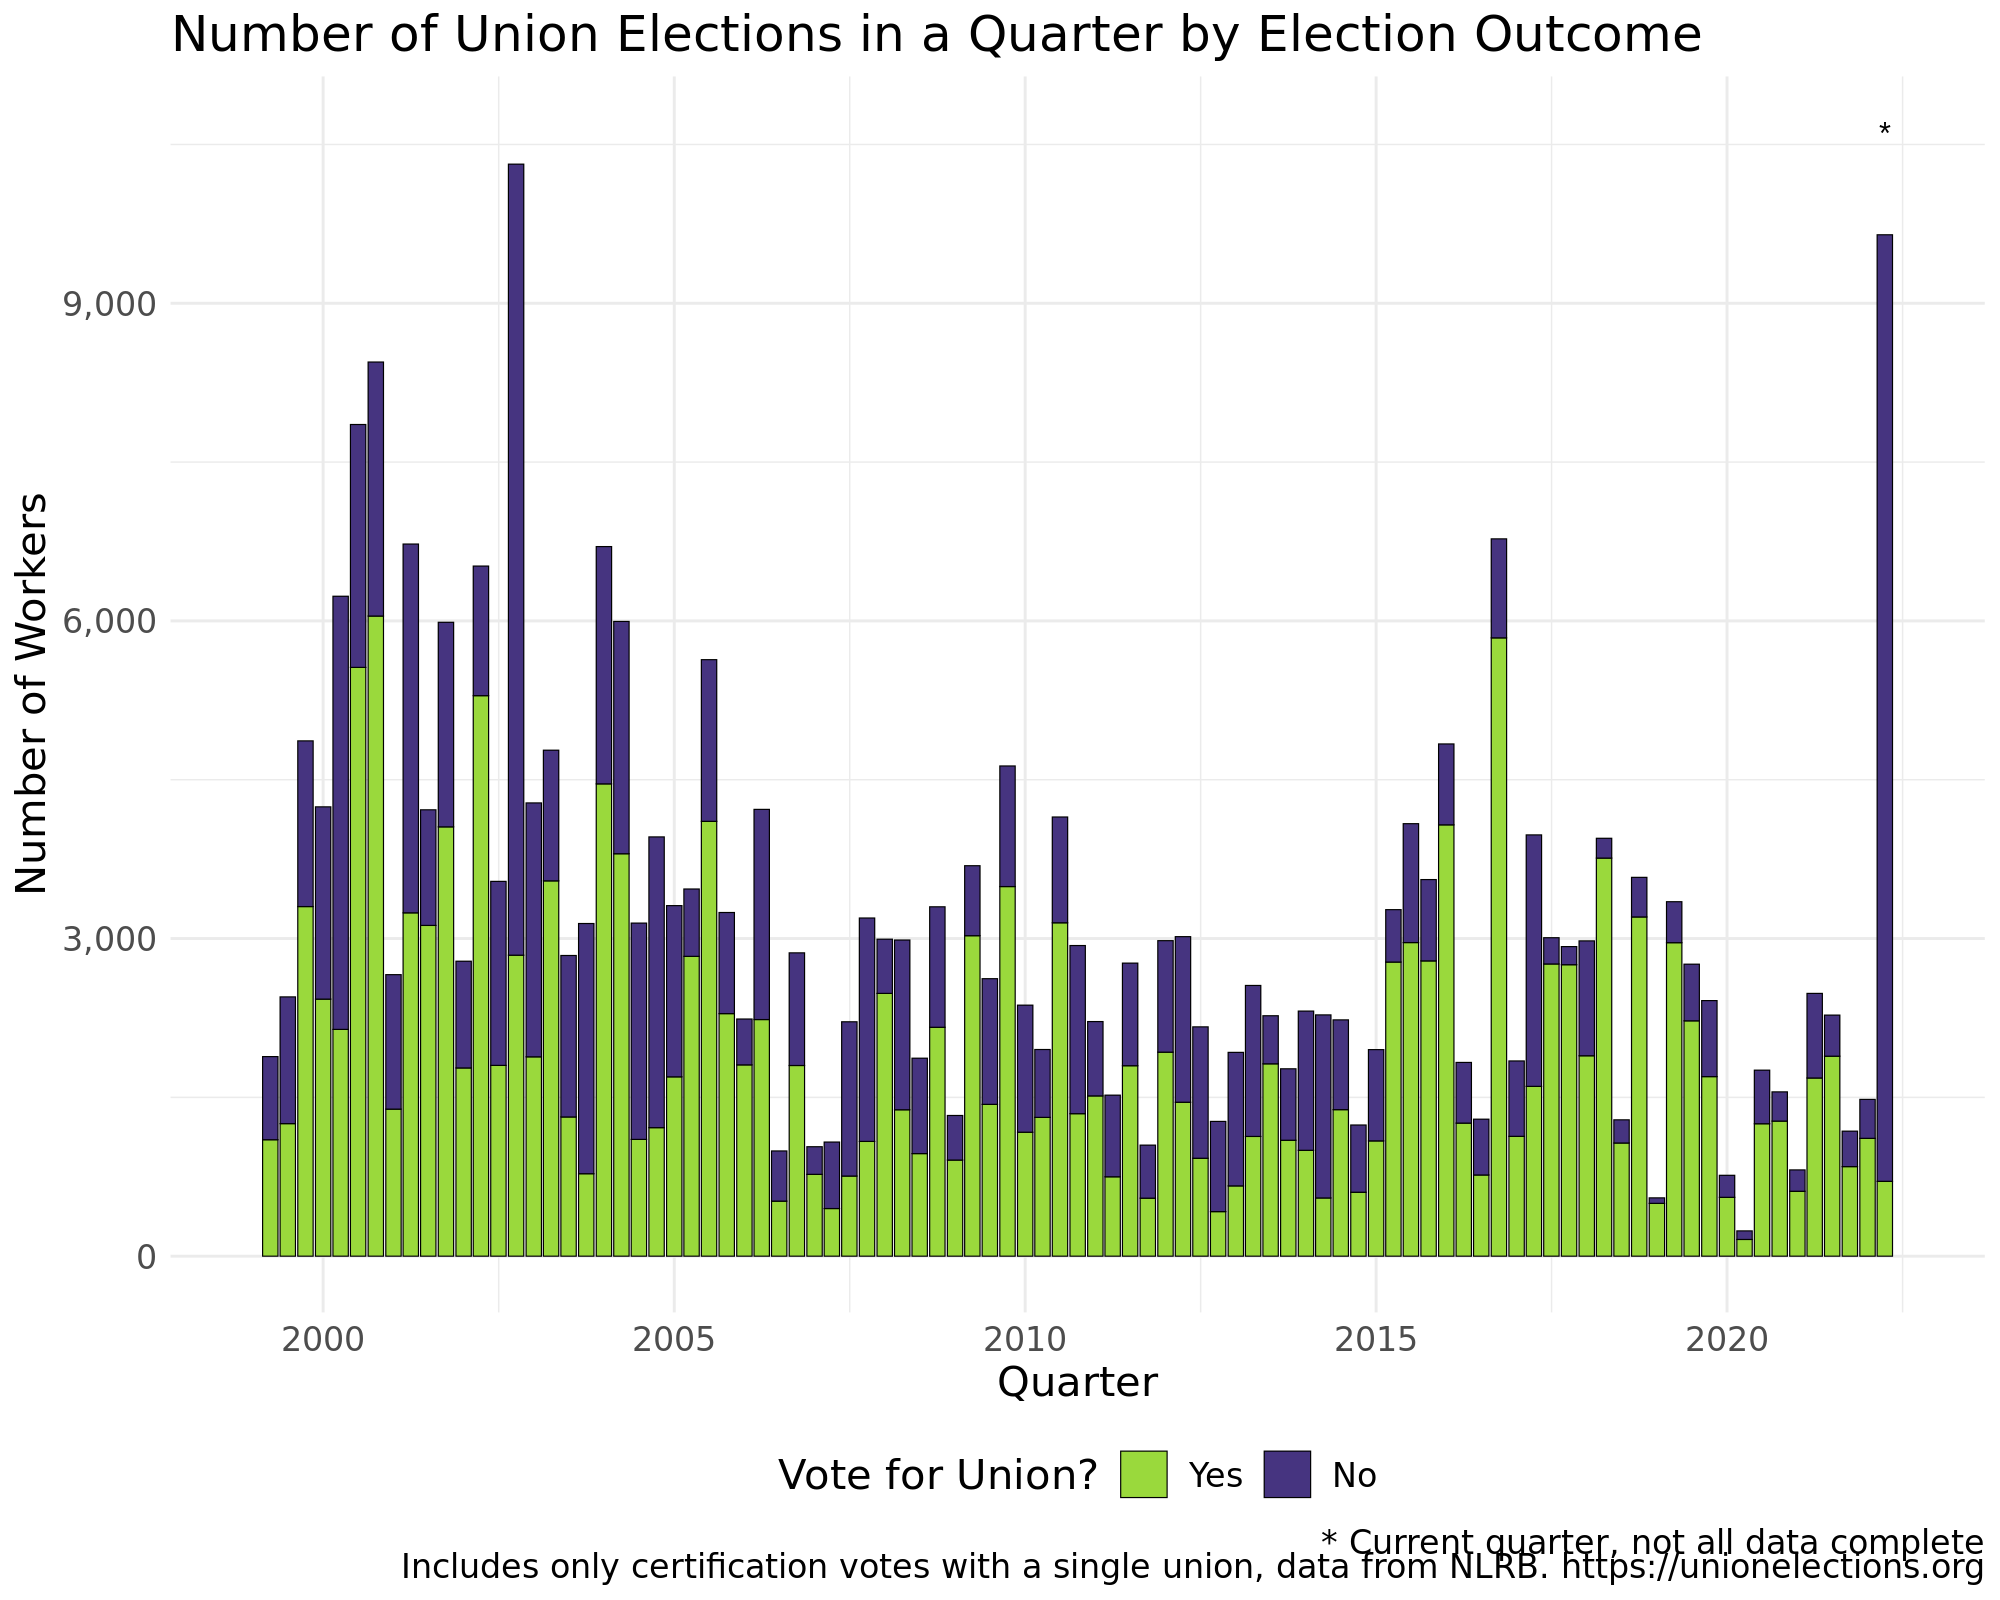 Number of Union Elections in a Quarter by Election Outcome
*
9,000
6,000
3,000
0
Number of Workers
2000 2005 2010 2015 2020
Quarter
Vote for Union? Yes No
* Current quarter, not all data complete
Includes only certification votes with a single union, data from NLRB. https://unionelections.org